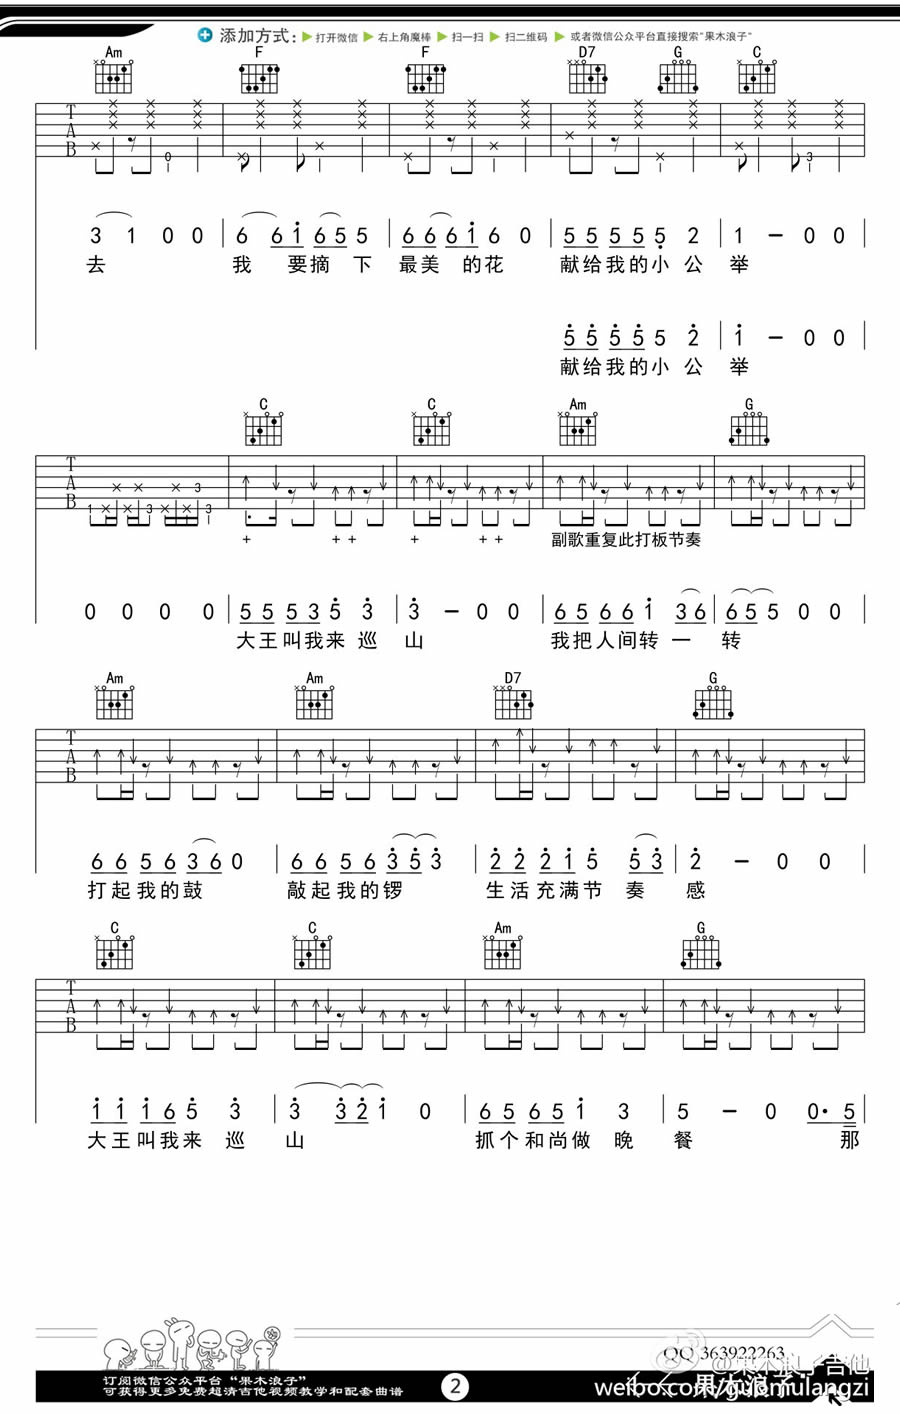 添加方式: ▶ 打开微信 ▶ 右上角魔棒 ▶ 扫一扫 ▶ 扫二维码 ▶ 或者微信公众平台直接搜索"果木浪子"
Am F F D7 G C
T A B
0 3
3 1 0 0 | 6 6 1 6 5 5 | 6 6 6 1 6 0 | 5 5 5 5 5 2 | 1 — 0 0
去 我 要摘 下 最美 的花 献给我的小 公 举
5 5 5 5 5 2 | 1 — 0 0
献给我的小 公 举
C C Am G
T A B
1 3 3 3
+ + + + + + 副歌重复此打板节奏
0 0 0 0 | 5 5 5 3 5 3 | 3 — 0 0 | 6 5 6 6 1 3 6 | 6 5 5 0 0
大王叫我来 巡 山 我把人间转 一 转
Am Am D7 G
T A B
6 6 5 6 3 6 0 | 6 6 5 6 3 5 3 | 2 2 2 1 5 5 3 | 2 — 0 0
打起我的鼓 敲起我的锣 生活充满节 奏 感
C C Am G
T A B
1 1 1 6 5 3 | 3 3 2 1 0 | 6 5 6 5 1 3 | 5 — 0 0· 5
大王叫我来 巡 山 抓个和尚做 晚 餐 那
QQ 363922263
@果木浪子吉他
订阅微信公众平台“果木浪子”
可获得更多免费超清吉他视频教学和配套曲谱
2
果木浪子
weibo.com/guomulangzi